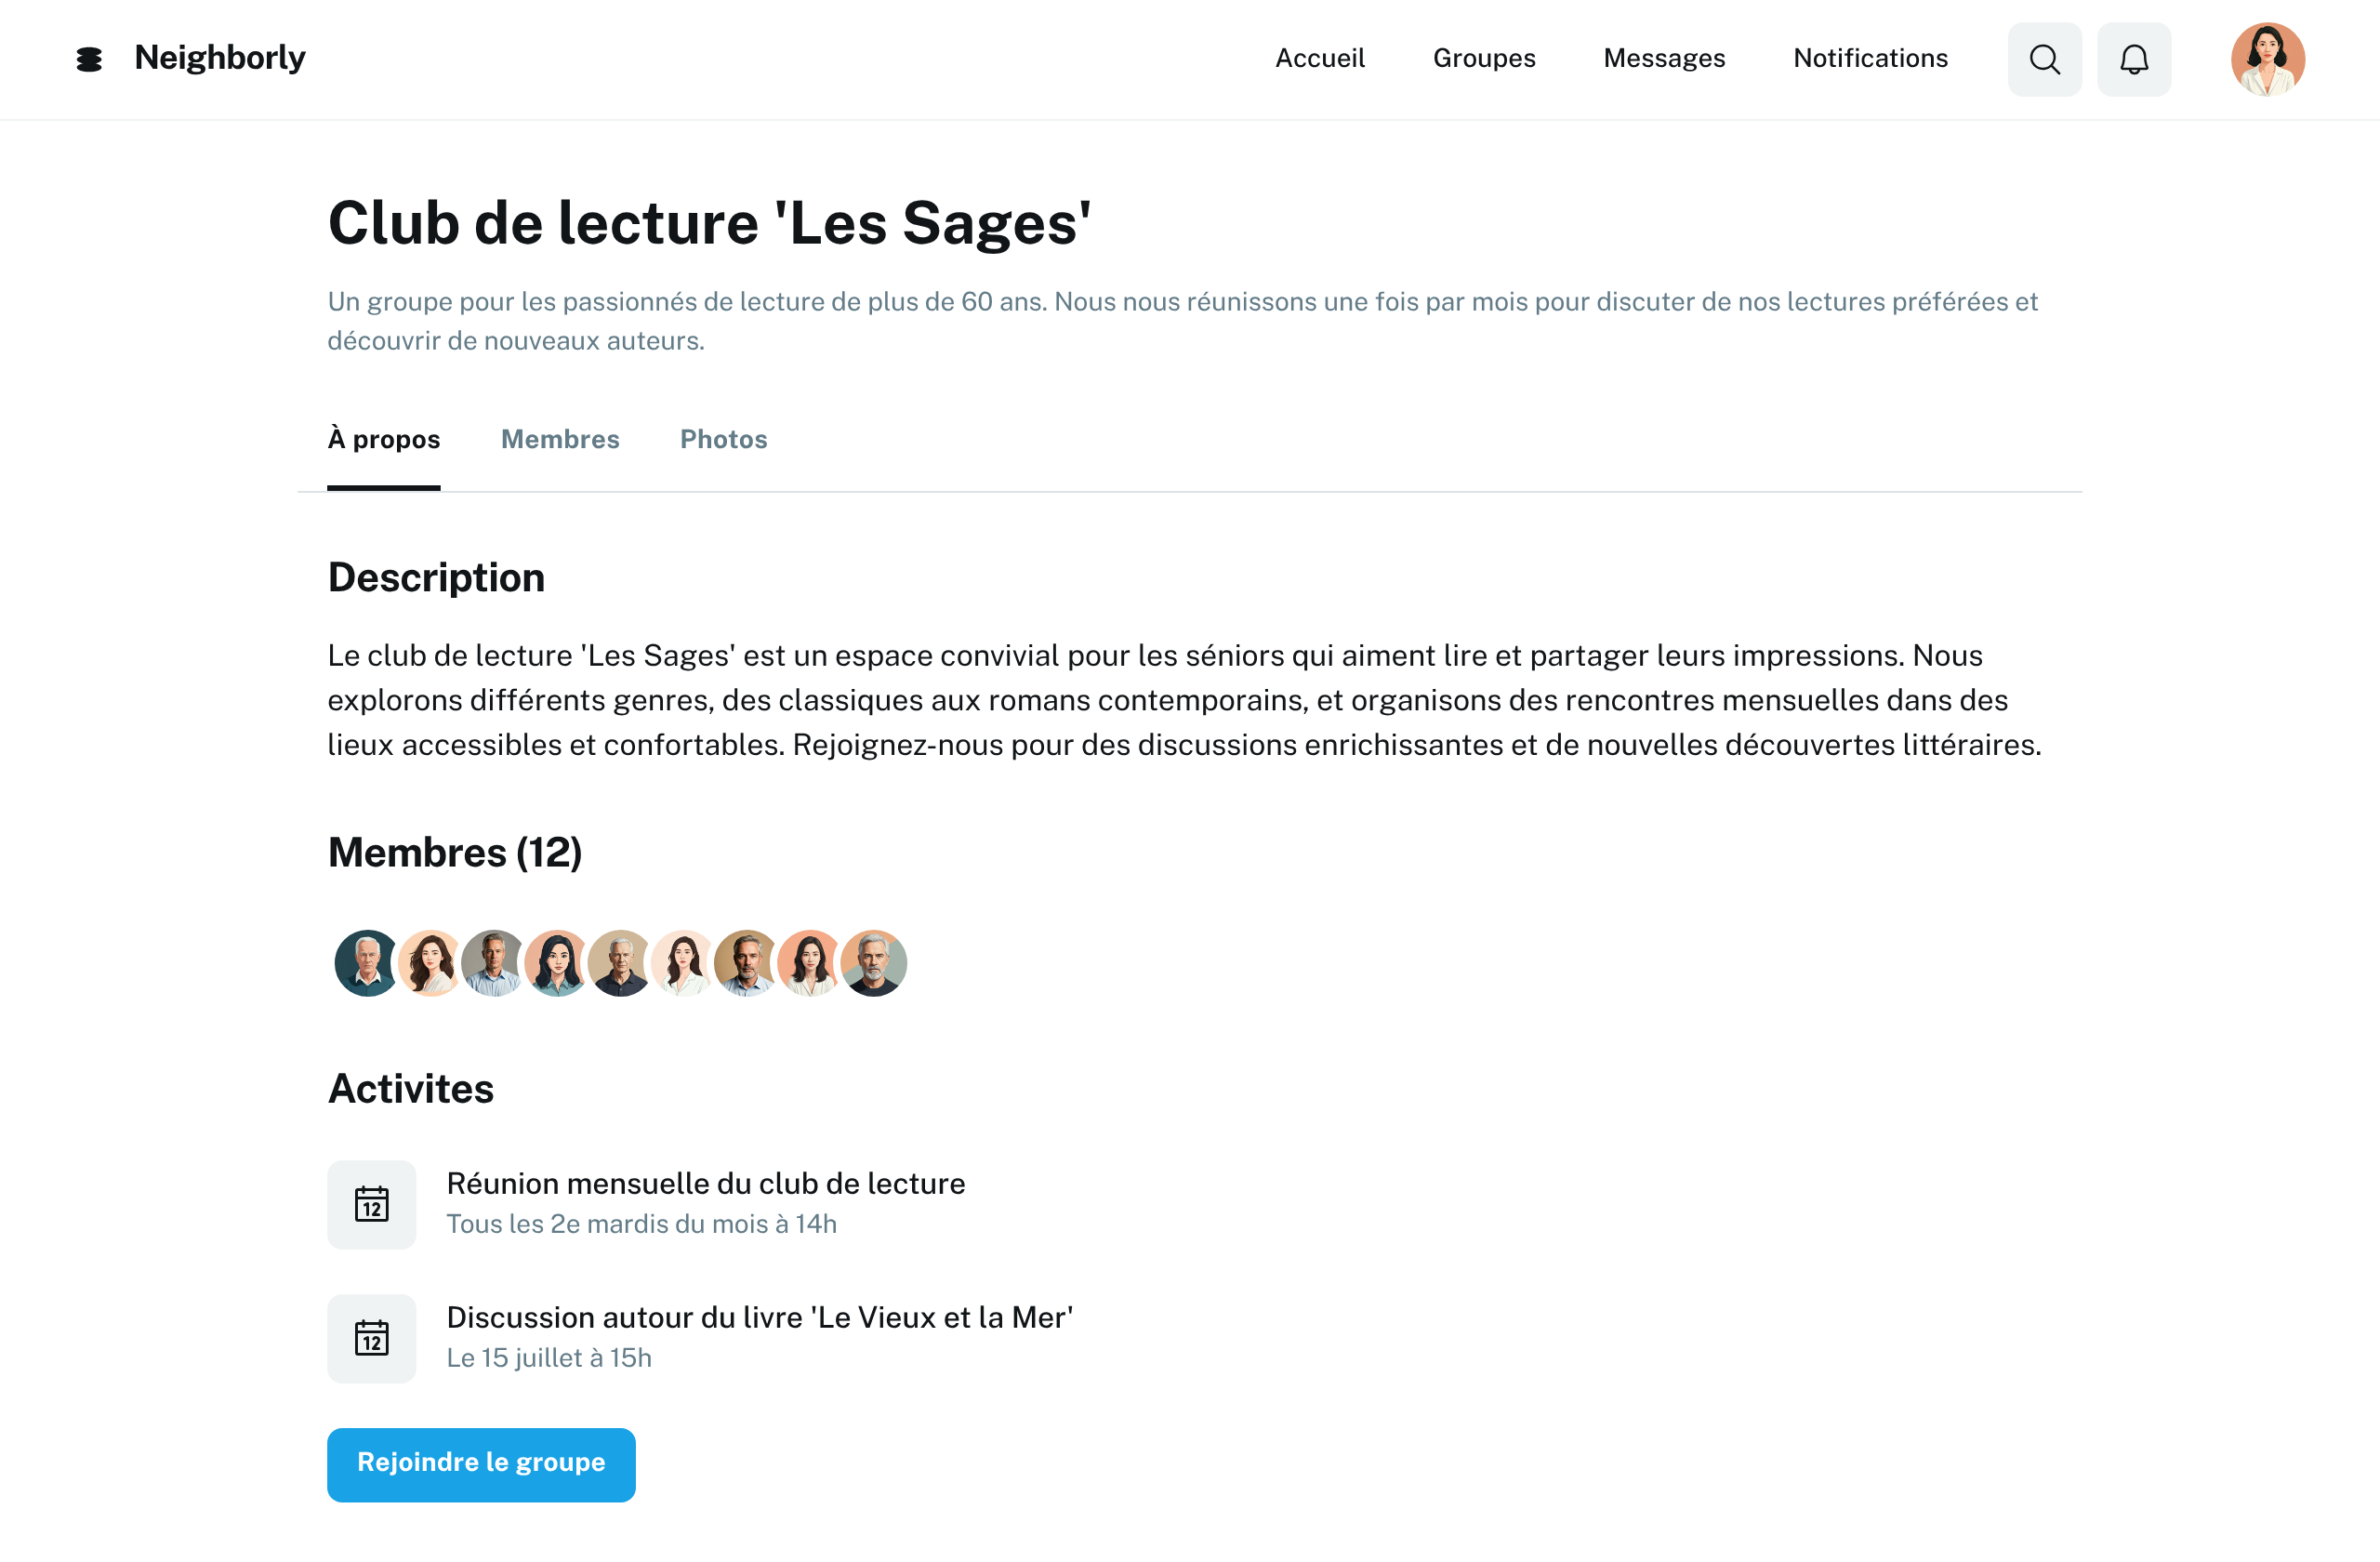 Neighborly
Accueil
Groupes
Messages
Notifications
Club de lecture 'Les Sages'
Un groupe pour les passionnés de lecture de plus de 60 ans. Nous nous réunissons une fois par mois pour discuter de nos lectures préférées et
découvrir de nouveaux auteurs.
À propos
Membres
Photos
Description
Le club de lecture 'Les Sages' est un espace convivial pour les séniors qui aiment lire et partager leurs impressions. Nous
explorons différents genres, des classiques aux romans contemporains, et organisons des rencontres mensuelles dans des
lieux accessibles et confortables. Rejoignez-nous pour des discussions enrichissantes et de nouvelles découvertes littéraires.
Membres (12)
Activites
12
Réunion mensuelle du club de lecture
Tous les 2e mardis du mois à 14h
12
Discussion autour du livre 'Le Vieux et la Mer'
Le 15 juillet à 15h
Rejoindre le groupe